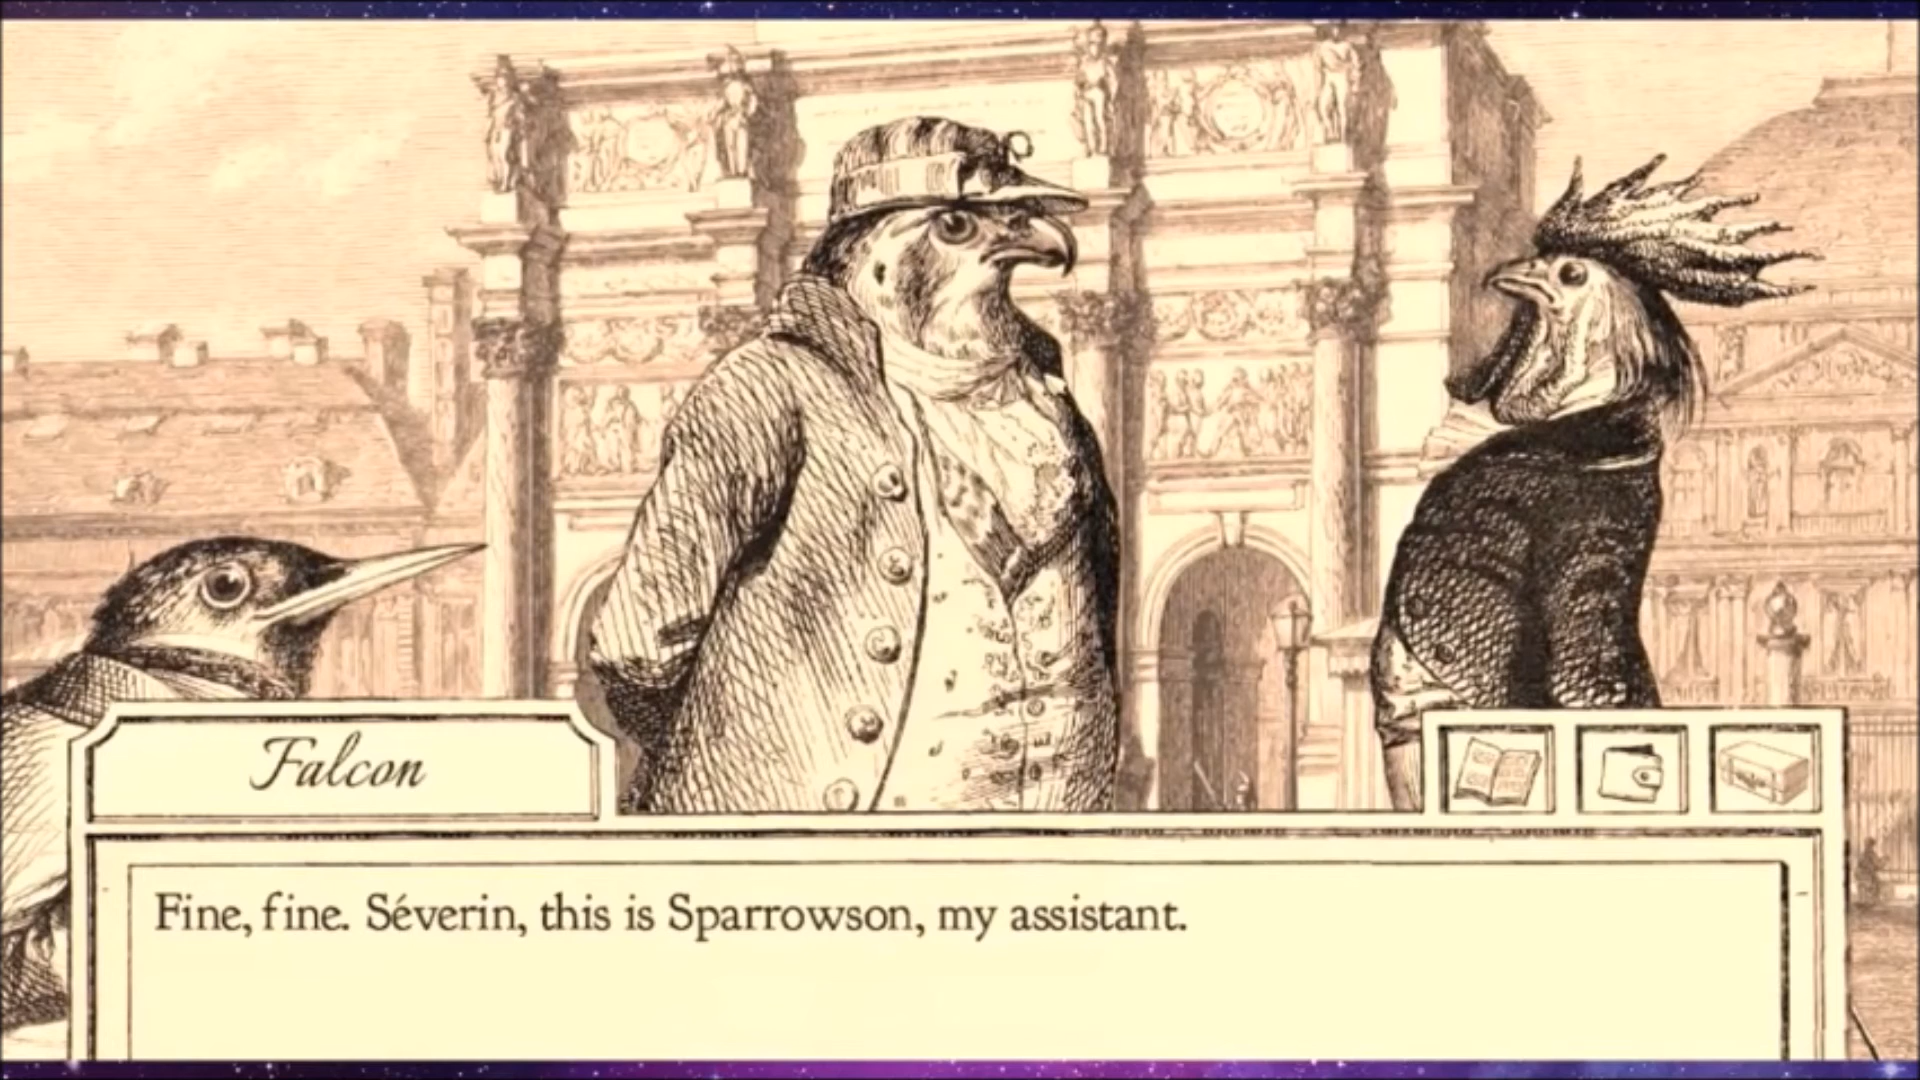 Falcon
Fine, fine. Séverin, this is Sparrowson, my assistant.